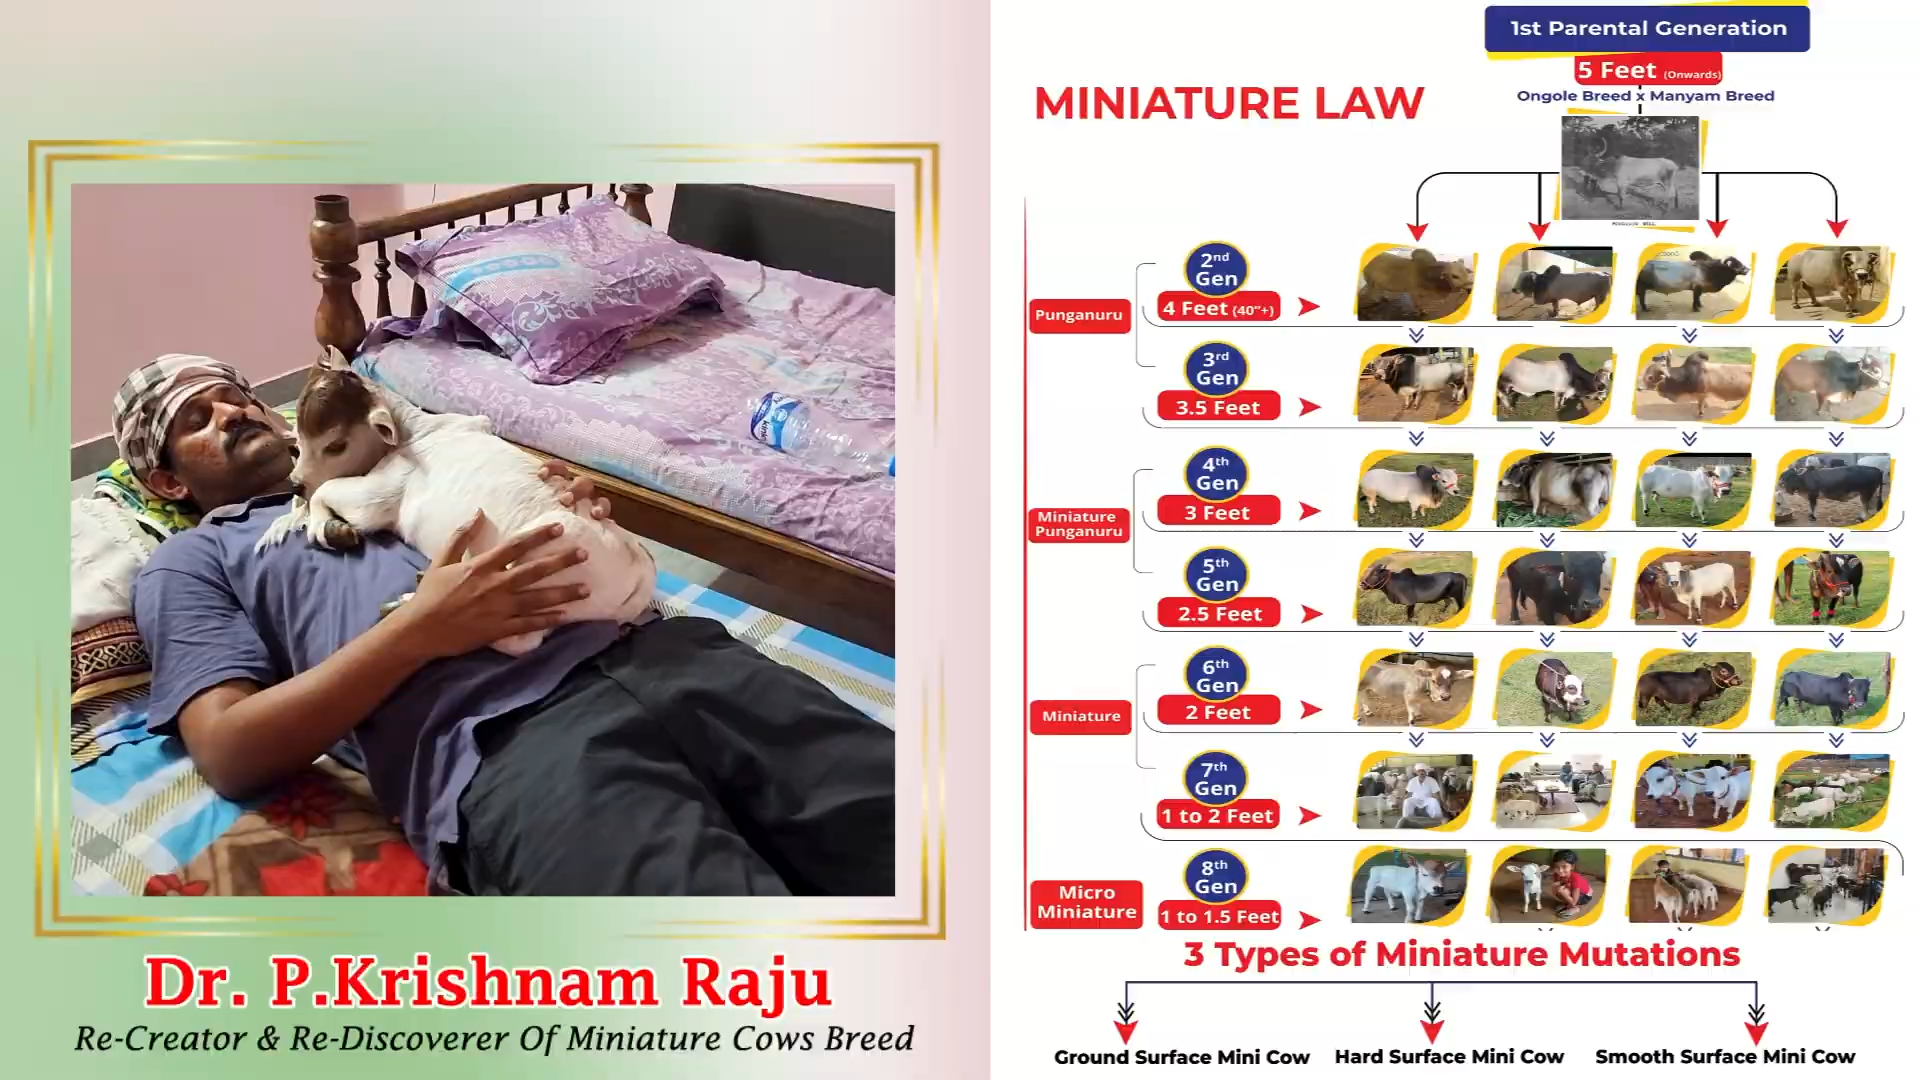 Dr. P.Krishnam Raju
Re-Creator & Re-Discoverer Of Miniature Cows Breed
MINIATURE LAW
1st Parental Generation
5 Feet (Onwards)
Ongole Breed x Manyam Breed
Punganuru
2nd
Gen
4 Feet (40"+)
3rd
Gen
3.5 Feet
Miniature
Punganuru
4th
Gen
3 Feet
5th
Gen
2.5 Feet
Miniature
6th
Gen
2 Feet
7th
Gen
1 to 2 Feet
Micro
Miniature
8th
Gen
1 to 1.5 Feet
3 Types of Miniature Mutations
Ground Surface Mini Cow
Hard Surface Mini Cow
Smooth Surface Mini Cow